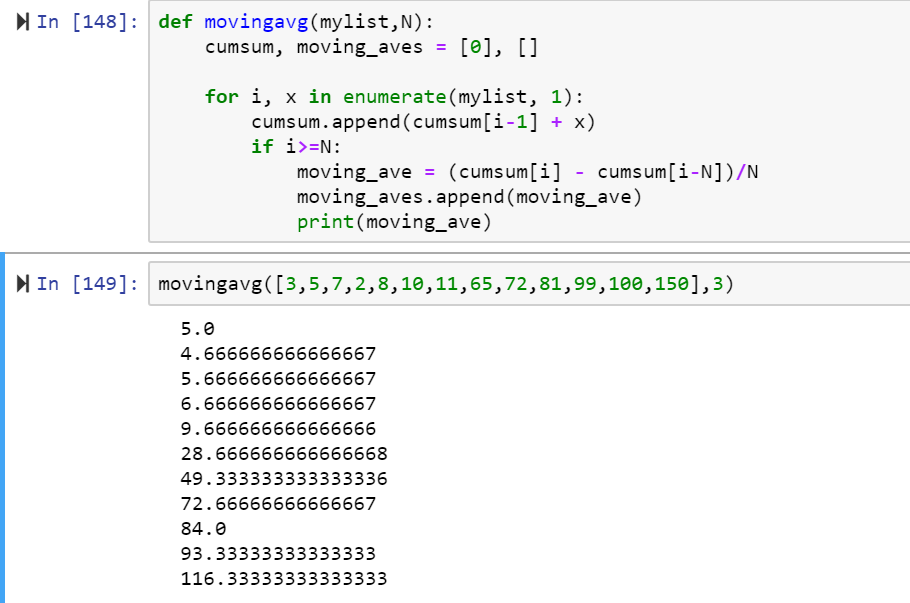 In [148]: def movingavg(mylist,N):
    cumsum, moving_aves = [0], []

    for i, x in enumerate(mylist, 1):
        cumsum.append(cumsum[i-1] + x)
        if i>=N:
            moving_ave = (cumsum[i] - cumsum[i-N])/N
            moving_aves.append(moving_ave)
            print(moving_ave)
In [149]: movingavg([3,5,7,2,8,10,11,65,72,81,99,100,150],3)
5.0
4.666666666666667
5.666666666666667
6.666666666666667
9.666666666666666
28.666666666666668
49.333333333333336
72.66666666666667
84.0
93.33333333333333
116.33333333333333